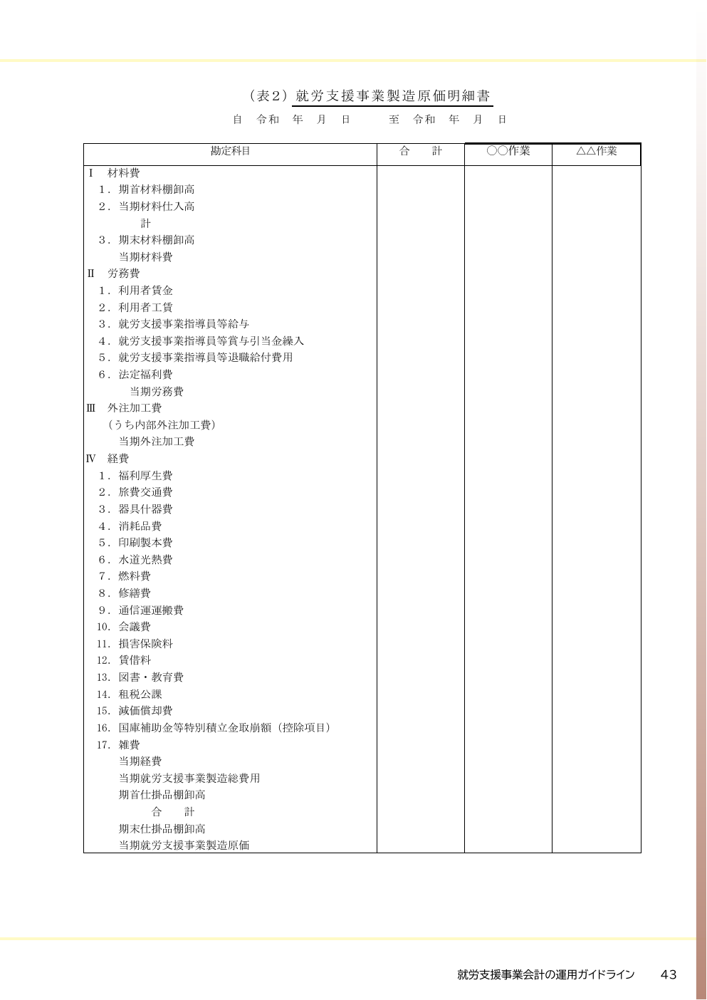 （表２）就労支援事業製造原価明細書
自　令和　年　月　日　　　至　令和　年　月　日
勘定科目　合　　計　○○作業　△△作業
Ⅰ　材料費
１．期首材料棚卸高
２．当期材料仕入高
計
３．期末材料棚卸高
当期材料費
Ⅱ　労務費
１．利用者賃金
２．利用者工賃
３．就労支援事業指導員等給与
４．就労支援事業指導員等賞与引当金繰入
５．就労支援事業指導員等退職給付費用
６．法定福利費
当期労務費
Ⅲ　外注加工費
（うち内部外注加工費）
当期外注加工費
Ⅳ　経費
１．福利厚生費
２．旅費交通費
３．器具什器費
４．消耗品費
５．印刷製本費
６．水道光熱費
７．燃料費
８．修繕費
９．通信運運搬費
10．会議費
11．損害保険料
12．賃借料
13．図書・教育費
14．租税公課
15．減価償却費
16．国庫補助金等特別積立金取崩額（控除項目）
17．雑費
当期経費
当期就労支援事業製造総費用
期首仕掛品棚卸高
合　　計
期末仕掛品棚卸高
当期就労支援事業製造原価
就労支援事業会計の運用ガイドライン　43